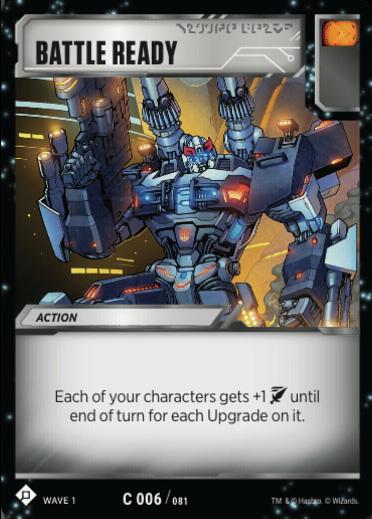 BATTLE READY
ACTION
Each of your characters gets +1 until
end of turn for each Upgrade on it.
WAVE 1
C 006 / 081
TM & © Hasbro. © Wizards.